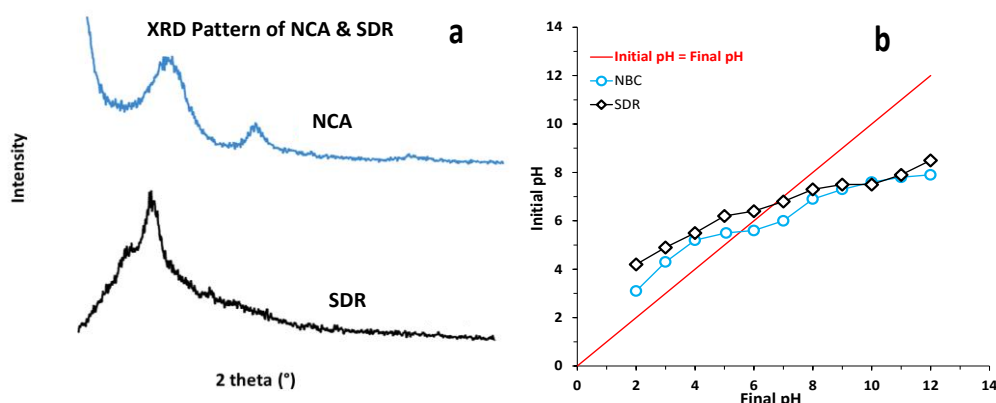 XRD Pattern of NCA & SDR
a
NCA
Intensity
SDR
2 theta (°)
b
Initial pH = Final pH
NBC
SDR
Initial pH
14
12
10
8
6
4
2
0
0 2 4 6 8 10 12 14
Final pH